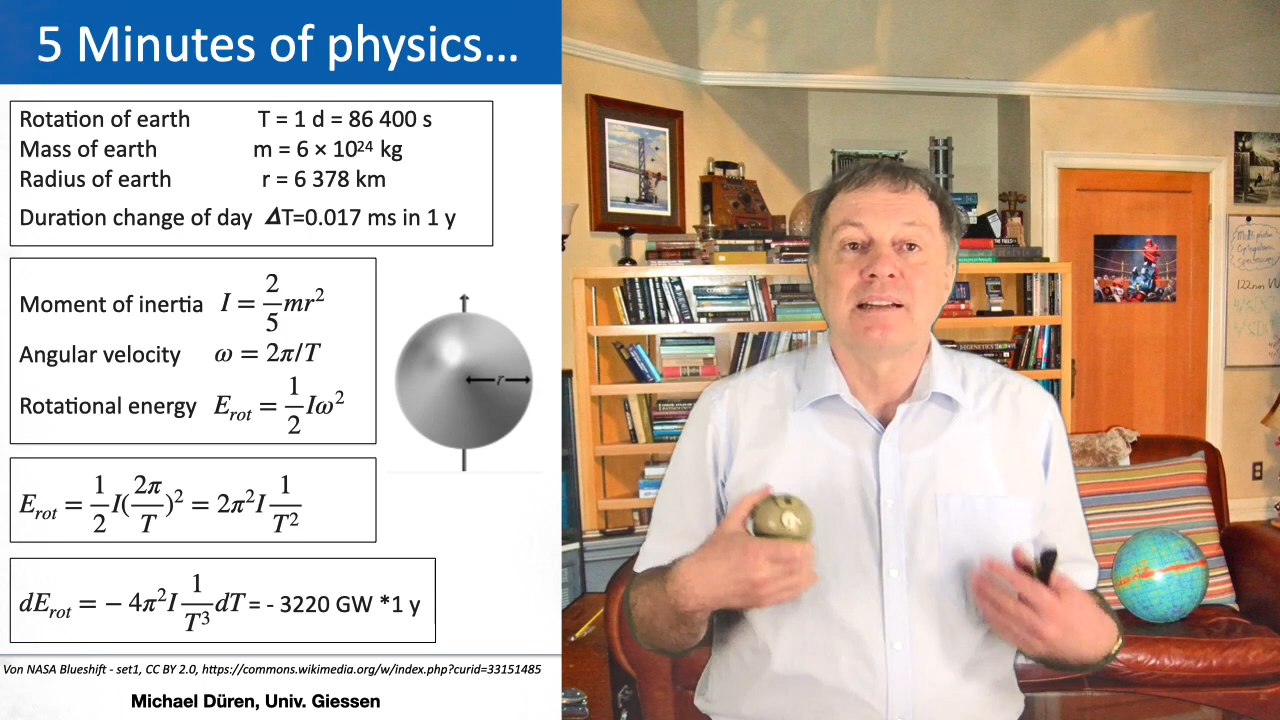 5 Minutes of physics…
Rotation of earth T = 1 d = 86 400 s
Mass of earth m = 6 × 10²⁴ kg
Radius of earth r = 6 378 km
Duration change of day ΔT=0.017 ms in 1 y
Moment of inertia I = 2/5 mr²
Angular velocity ω = 2π/T
Rotational energy E_rot = 1/2 Iω²
r
E_rot = 1/2 I(2π/T)² = 2π²I 1/T²
dE_rot = − 4π²I 1/T³ dT = - 3220 GW *1 y
Von NASA Blueshift - set1, CC BY 2.0, https://commons.wikimedia.org/w/index.php?curid=33151485
Michael Düren, Univ. Giessen
122nm